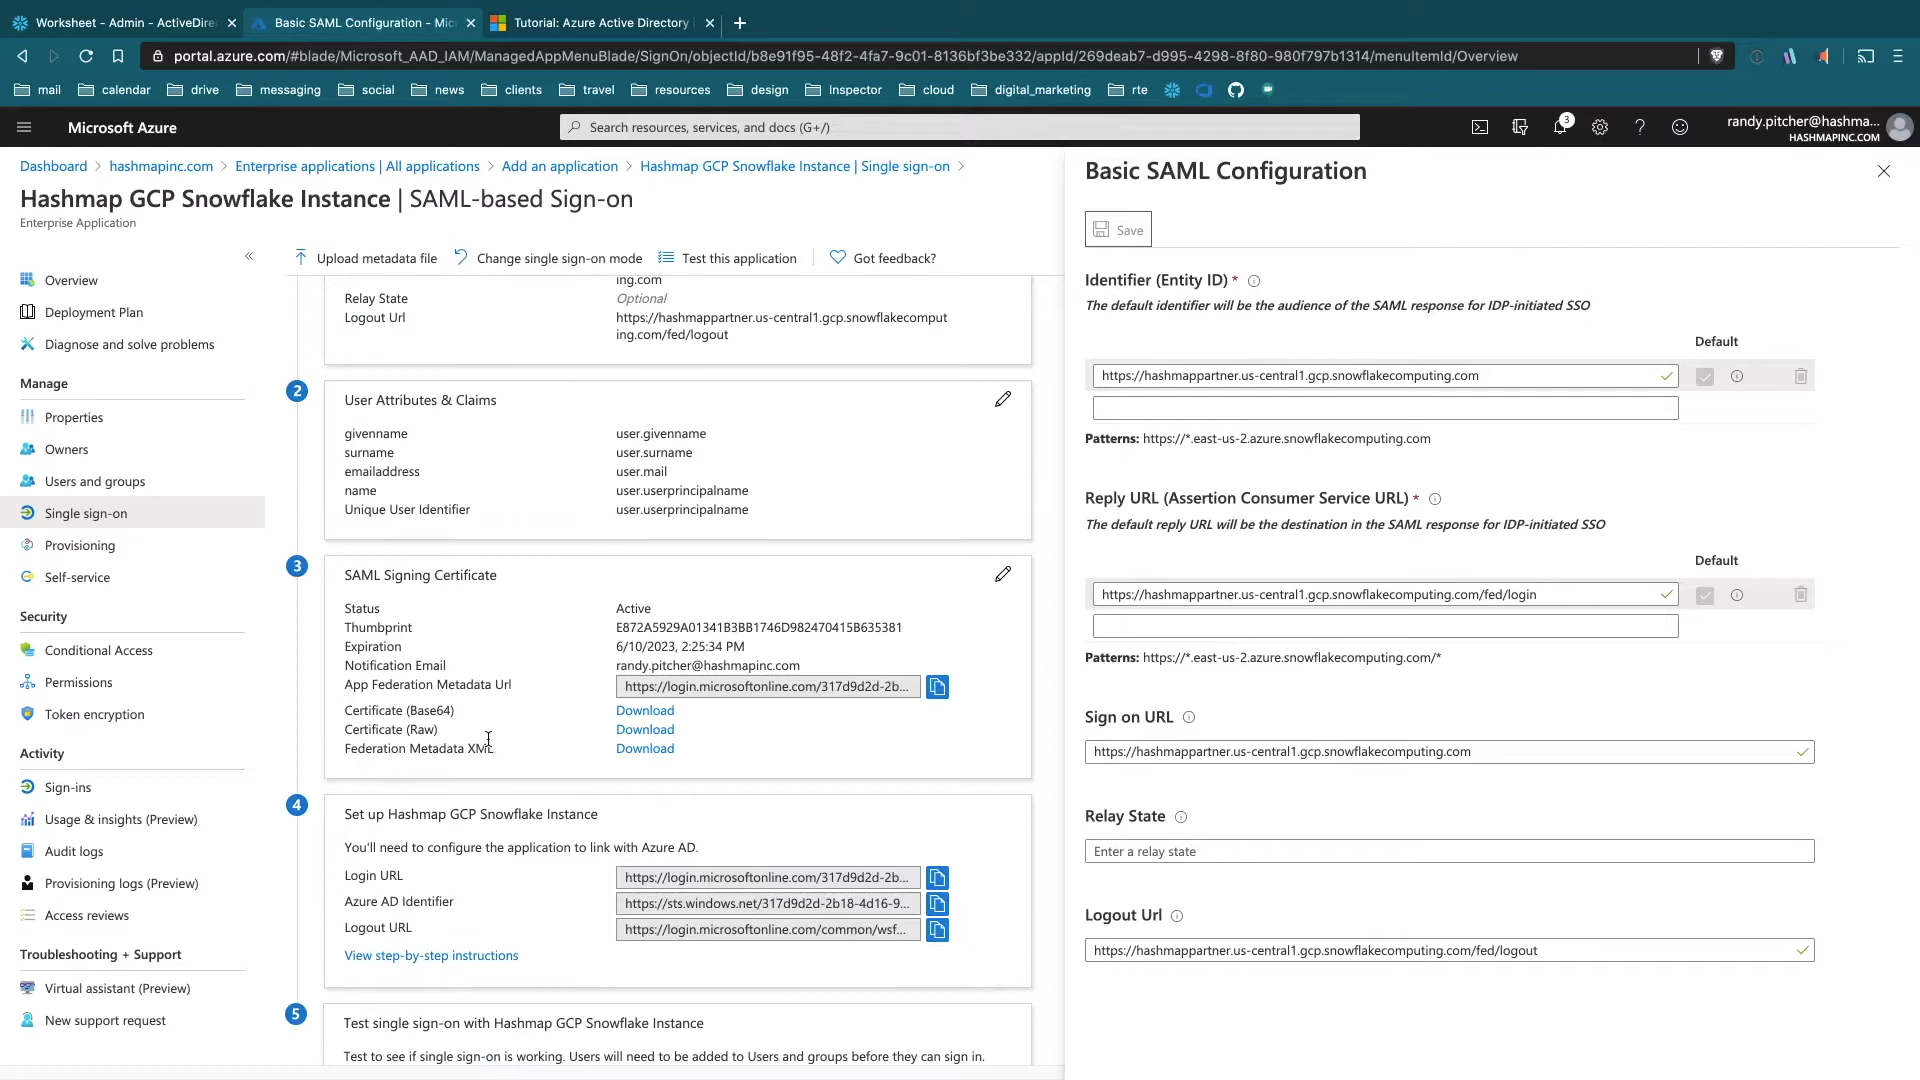 Worksheet - Admin - ActiveDire
Basic SAML Configuration - Mic
Tutorial: Azure Active Directory
portal.azure.com/#blade/Microsoft_AAD_IAM/ManagedAppMenuBlade/SignOn/objectId/b8e91f95-48f2-4fa7-9c01-8136bf3be332/appId/269deab7-d995-4298-8f80-980f797b1314/menuItemId/Overview
mail calendar drive messaging social news clients travel resources design Inspector cloud digital_marketing rte
Microsoft Azure
Search resources, services, and docs (G+/)
3
randy.pitcher@hashma...
HASHMAPINC.COM
Dashboard > hashmapinc.com > Enterprise applications | All applications > Add an application > Hashmap GCP Snowflake Instance | Single sign-on >
Hashmap GCP Snowflake Instance | SAML-based Sign-on
Enterprise Application
«
Overview
Deployment Plan
Diagnose and solve problems
Manage
Properties
Owners
Users and groups
Single sign-on
Provisioning
Self-service
Security
Conditional Access
Permissions
Token encryption
Activity
Sign-ins
Usage & insights (Preview)
Audit logs
Provisioning logs (Preview)
Access reviews
Troubleshooting + Support
Virtual assistant (Preview)
New support request
Upload metadata file Change single sign-on mode Test this application Got feedback?
ing.com
Relay State Optional
Logout Url https://hashmappartner.us-central1.gcp.snowflakecomput
ing.com/fed/logout
2
User Attributes & Claims
givenname user.givenname
surname user.surname
emailaddress user.mail
name user.userprincipalname
Unique User Identifier user.userprincipalname
3
SAML Signing Certificate
Status Active
Thumbprint E872A5929A01341B3BB1746D982470415B635381
Expiration 6/10/2023, 2:25:34 PM
Notification Email randy.pitcher@hashmapinc.com
App Federation Metadata Url https://login.microsoftonline.com/317d9d2d-2b...
Certificate (Base64) Download
Certificate (Raw) Download
Federation Metadata XML Download
4
Set up Hashmap GCP Snowflake Instance
You'll need to configure the application to link with Azure AD.
Login URL https://login.microsoftonline.com/317d9d2d-2b...
Azure AD Identifier https://sts.windows.net/317d9d2d-2b18-4d16-9...
Logout URL https://login.microsoftonline.com/common/wsf...
View step-by-step instructions
5
Test single sign-on with Hashmap GCP Snowflake Instance
Test to see if single sign-on is working. Users will need to be added to Users and groups before they can sign in.
Basic SAML Configuration
Save
Identifier (Entity ID) *
The default identifier will be the audience of the SAML response for IDP-initiated SSO
Default
https://hashmappartner.us-central1.gcp.snowflakecomputing.com
Patterns: https://*.east-us-2.azure.snowflakecomputing.com
Reply URL (Assertion Consumer Service URL) *
The default reply URL will be the destination in the SAML response for IDP-initiated SSO
Default
https://hashmappartner.us-central1.gcp.snowflakecomputing.com/fed/login
Patterns: https://*.east-us-2.azure.snowflakecomputing.com/*
Sign on URL
https://hashmappartner.us-central1.gcp.snowflakecomputing.com
Relay State
Enter a relay state
Logout Url
https://hashmappartner.us-central1.gcp.snowflakecomputing.com/fed/logout